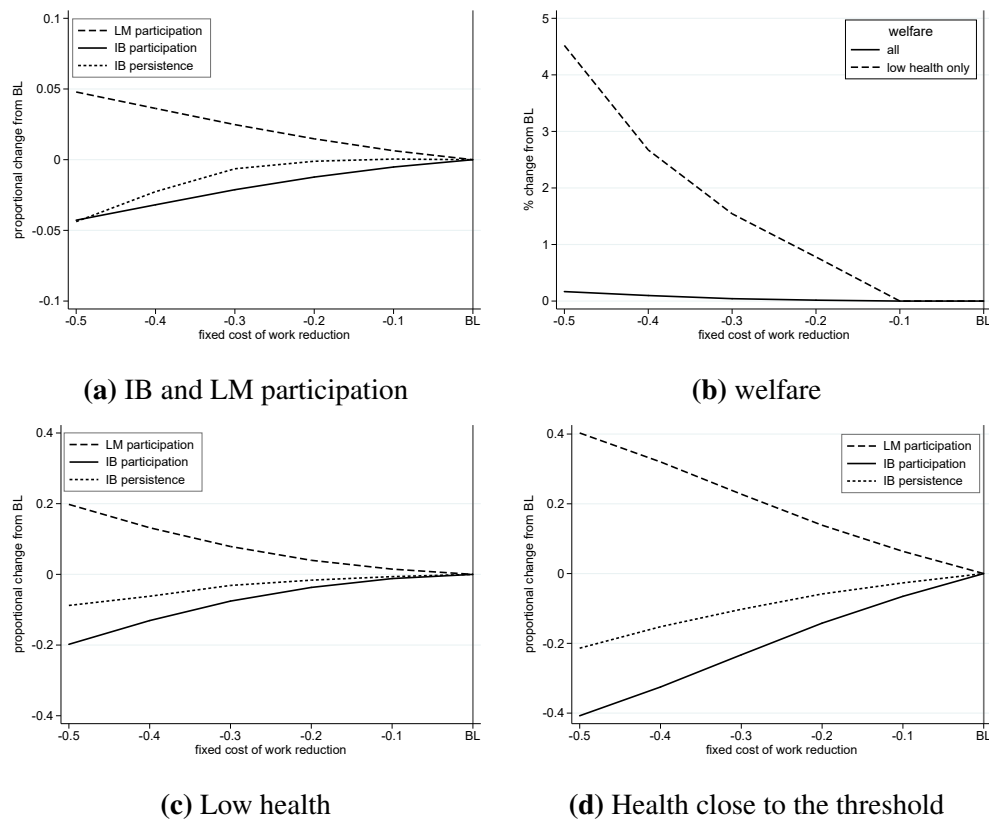 0.1
0.05
0
-0.05
-0.1
proportional change from BL
LM participation
IB participation
IB persistence
-0.5 -0.4 -0.3 -0.2 -0.1 BL
fixed cost of work reduction
(a) IB and LM participation
5
4
3
2
1
0
% change from BL
welfare
all
low health only
-0.5 -0.4 -0.3 -0.2 -0.1 BL
fixed cost of work reduction
(b) welfare
0.4
0.2
0
-0.2
-0.4
proportional change from BL
LM participation
IB participation
IB persistence
-0.5 -0.4 -0.3 -0.2 -0.1 BL
fixed cost of work reduction
(c) Low health
0.4
0.2
0
-0.2
-0.4
proportional change from BL
LM participation
IB participation
IB persistence
-0.5 -0.4 -0.3 -0.2 -0.1 BL
fixed cost of work reduction
(d) Health close to the threshold